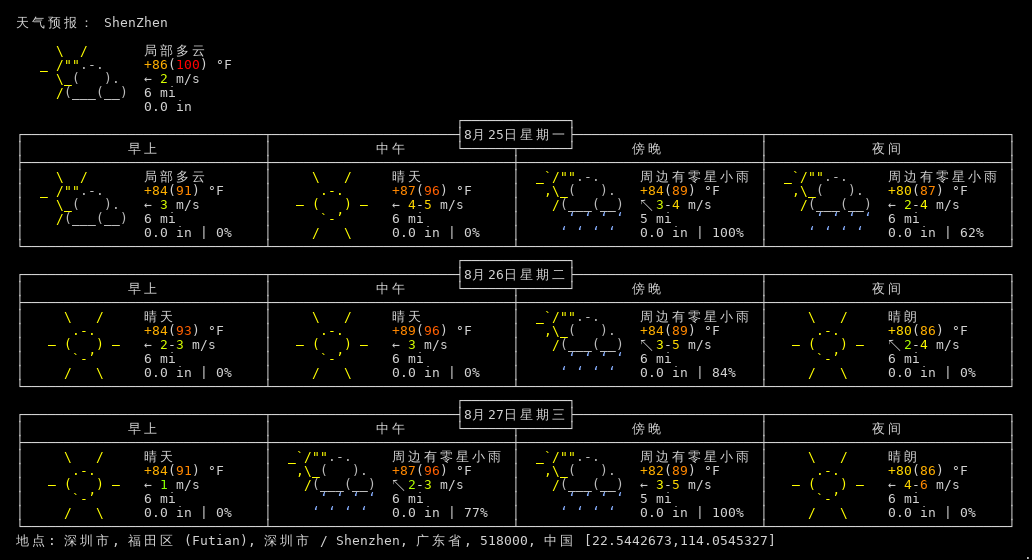 天气预报： ShenZhen
局部多云
+86(100) °F
← 2 m/s
6 mi
0.0 in
8月25日星期一
早上 中午 傍晚 夜间
局部多云 晴天 周边有零星小雨 周边有零星小雨
+84(91) °F +87(96) °F +84(89) °F +80(87) °F
← 3 m/s ← 4-5 m/s ↖ 3-4 m/s ← 2-4 m/s
6 mi 6 mi 5 mi 6 mi
0.0 in | 0% 0.0 in | 0% 0.0 in | 100% 0.0 in | 62%
8月26日星期二
早上 中午 傍晚 夜间
晴天 晴天 周边有零星小雨 晴朗
+84(93) °F +89(96) °F +84(89) °F +80(86) °F
← 2-3 m/s ← 3 m/s ↖ 3-5 m/s ↖ 2-4 m/s
6 mi 6 mi 6 mi 6 mi
0.0 in | 0% 0.0 in | 0% 0.0 in | 84% 0.0 in | 0%
8月27日星期三
早上 中午 傍晚 夜间
晴天 周边有零星小雨 周边有零星小雨 晴朗
+84(91) °F +87(96) °F +82(89) °F +80(86) °F
← 1 m/s ↖ 2-3 m/s ← 3-5 m/s ← 4-6 m/s
6 mi 6 mi 5 mi 6 mi
0.0 in | 0% 0.0 in | 77% 0.0 in | 100% 0.0 in | 0%
地点: 深圳市, 福田区 (Futian), 深圳市 / Shenzhen, 广东省, 518000, 中国 [22.5442673,114.0545327]